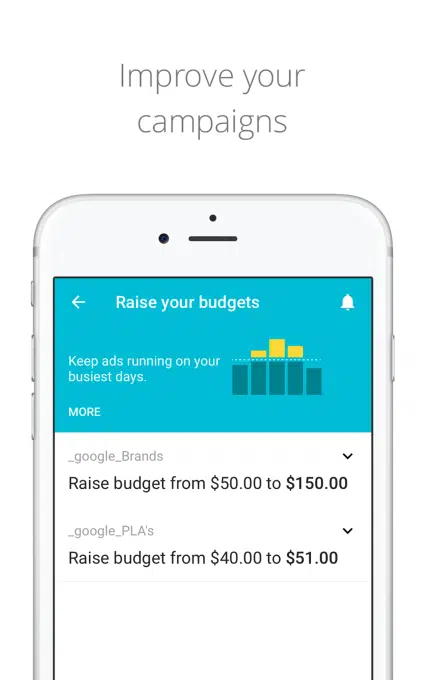 Improve your
campaigns
Raise your budgets
Keep ads running on your
busiest days.
MORE
_google_Brands
Raise budget from $50.00 to $150.00
_google_PLA's
Raise budget from $40.00 to $51.00